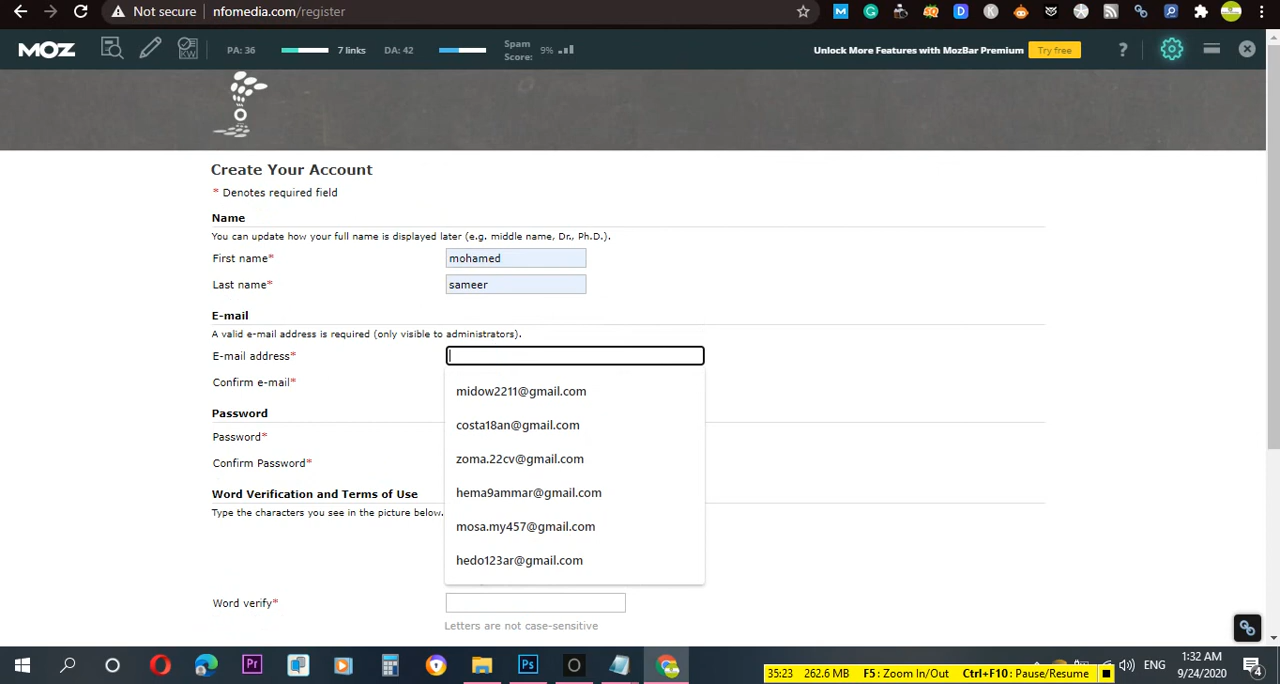 Not secure | nfomedia.com/register
MOZ PA: 36 7 links DA: 42 Spam Score: 9% Unlock More Features with MozBar Premium Try free ?
Create Your Account
* Denotes required field
Name
You can update how your full name is displayed later (e.g. middle name, Dr., Ph.D.).
First name* mohamed
Last name* sameer
E-mail
A valid e-mail address is required (only visible to administrators).
E-mail address*
Confirm e-mail*
midow2211@gmail.com
costa18an@gmail.com
zoma.22cv@gmail.com
hema9ammar@gmail.com
mosa.my457@gmail.com
hedo123ar@gmail.com
Password
Password*
Confirm Password*
Word Verification and Terms of Use
Type the characters you see in the picture below.
Word verify*
Letters are not case-sensitive
Pr Ps ENG 1:32 AM
9/24/2020 4
35:23 262.6 MB F5: Zoom In/Out Ctrl+F10: Pause/Resume